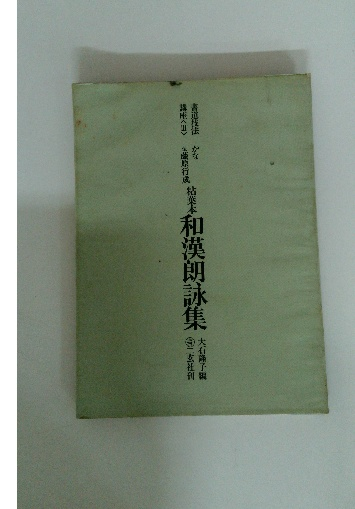 書道技法
講座〈11〉
かな
伝藤原行成
粘葉本
和漢朗詠集
大石隆子編
二玄社刊